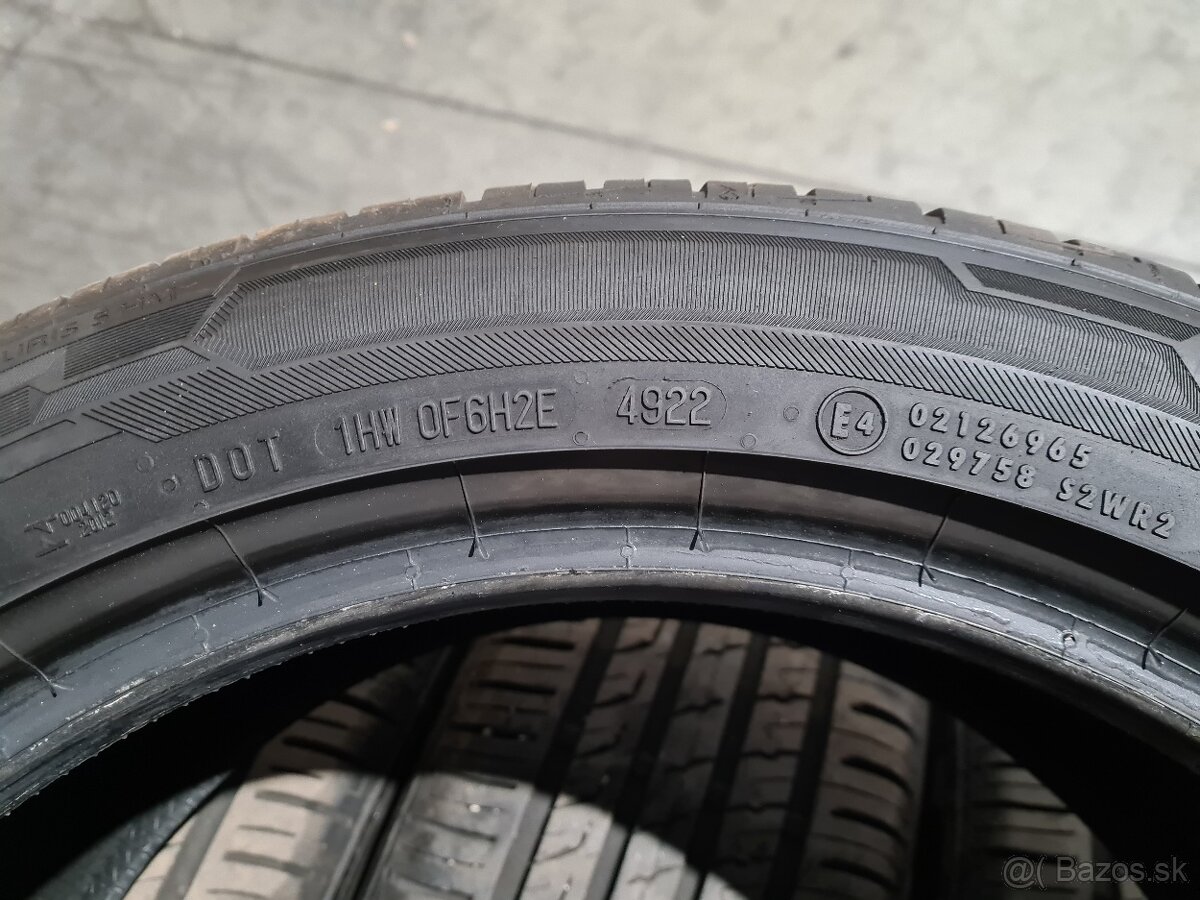 DOT 1HW 0F6H2E 4922 E4 02126965
029758 S2WR2
@( Bazos.sk